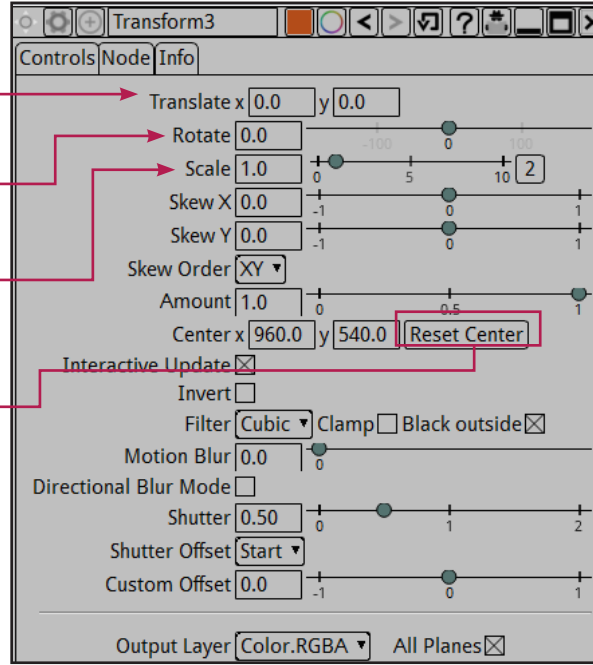 Transform3 < > ?
Controls Node Info
Translate x 0.0 y 0.0
Rotate 0.0 -100 0 100
Scale 1.0 0 5 10 2
Skew X 0.0 -1 0 1
Skew Y 0.0 -1 0 1
Skew Order XY
Amount 1.0 0 0.5 1
Center x 960.0 y 540.0 Reset Center
Interactive Update
Invert
Filter Cubic Clamp Black outside
Motion Blur 0.0 0
Directional Blur Mode
Shutter 0.50 0 1 2
Shutter Offset Start
Custom Offset 0.0 -1 0 1
Output Layer Color.RGBA All Planes